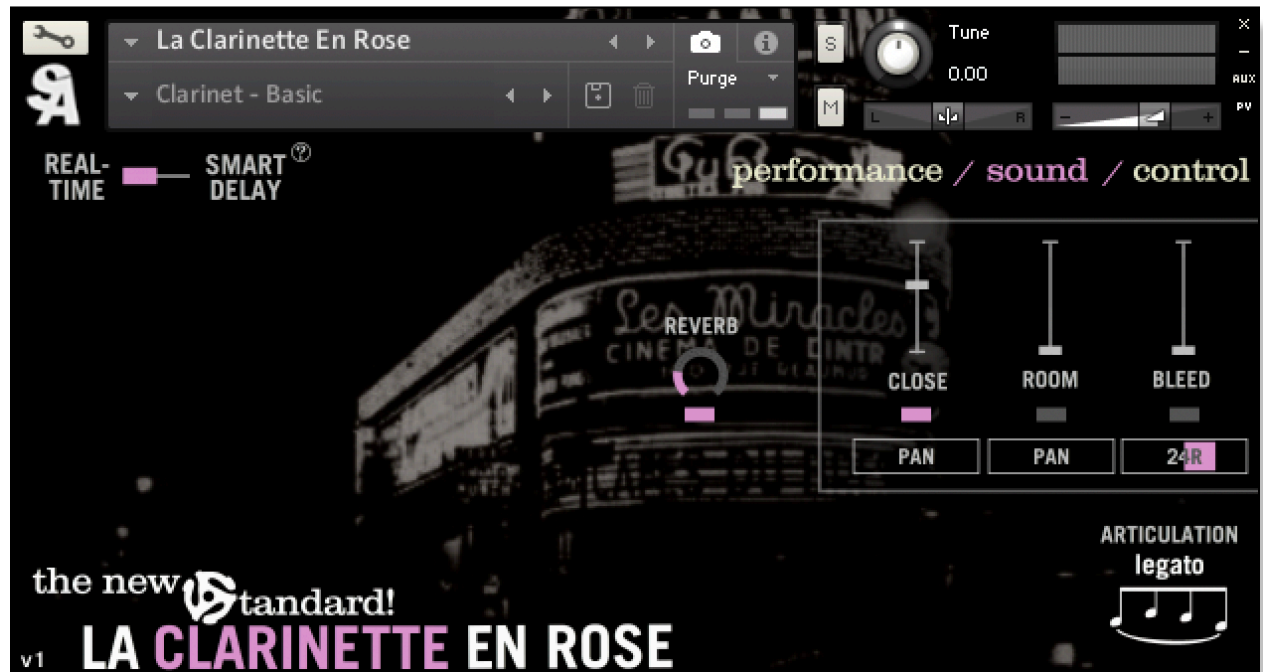 La Clarinette En Rose
S
Tune
x
Purge
0.00
AUX
Clarinet - Basic
M
L
R
-
+
PV
REAL-
TIME
SMART
DELAY
?
performance / sound / control
Les Miracles
CINEMA DE
REVERB
CLOSE
ROOM
BLEED
PAN
PAN
24R
ARTICULATION
legato
the new
Standard!
v1
LA CLARINETTE EN ROSE